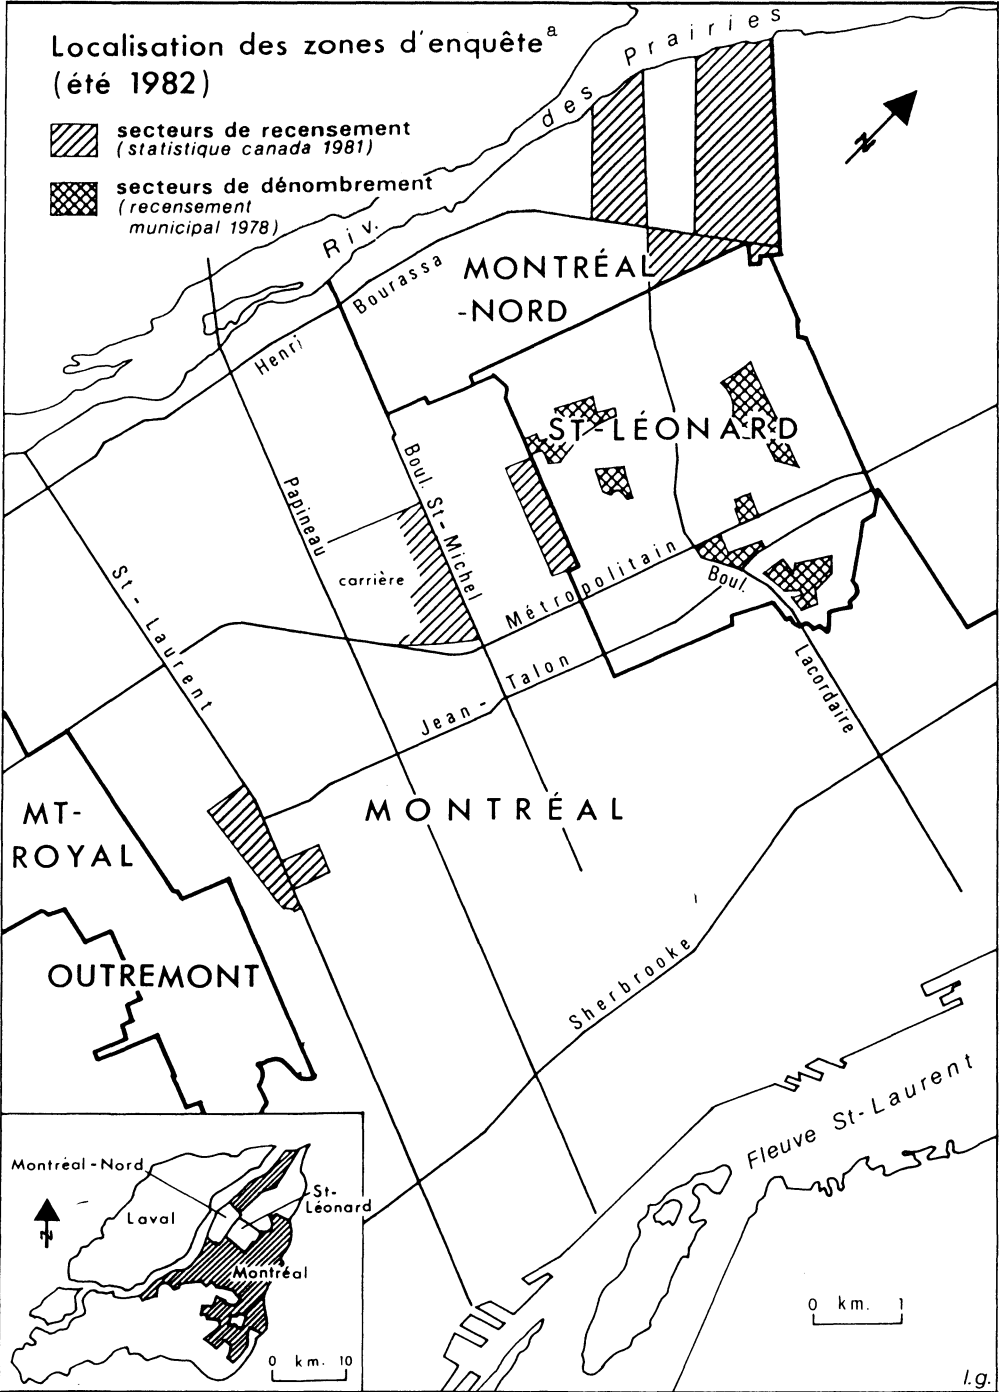 Localisation des zones d'enquête a
(été 1982)
secteurs de recensement
(statistique canada 1981)
secteurs de dénombrement
(recensement
municipal 1978)
Riv. des Prairies
N
MONTRÉAL
-NORD
Henri Bourassa
ST-LÉONARD
Papineau
Boul. St-Michel
carrière
St-Laurent
Métropolitain
Boul. Lacordaire
Jean-Talon
MONTRÉAL
MT-
ROYAL
OUTREMONT
Sherbrooke
Fleuve St-Laurent
Montréal-Nord
St-
Léonard
Laval
N
Montréal
0 km. 10
0 km. 1
l.g.